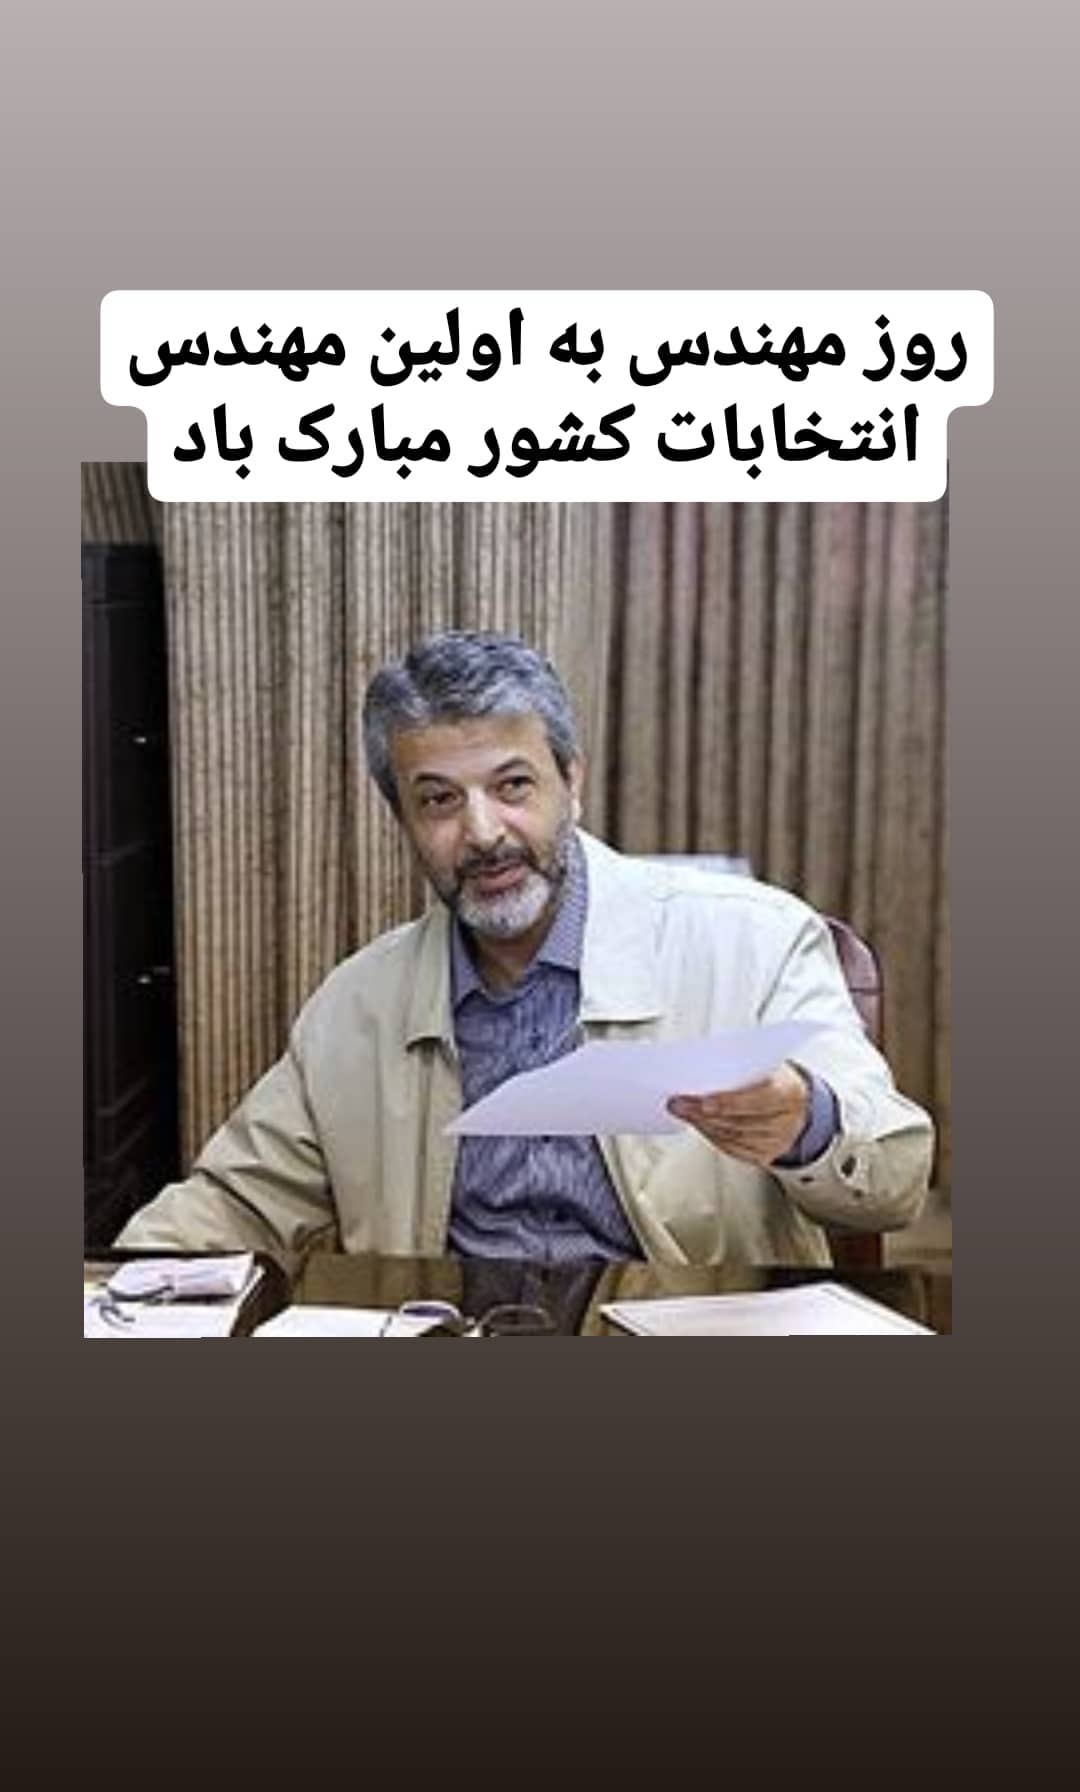 روز مهندس به اولین مهندس
انتخابات کشور مبارک باد